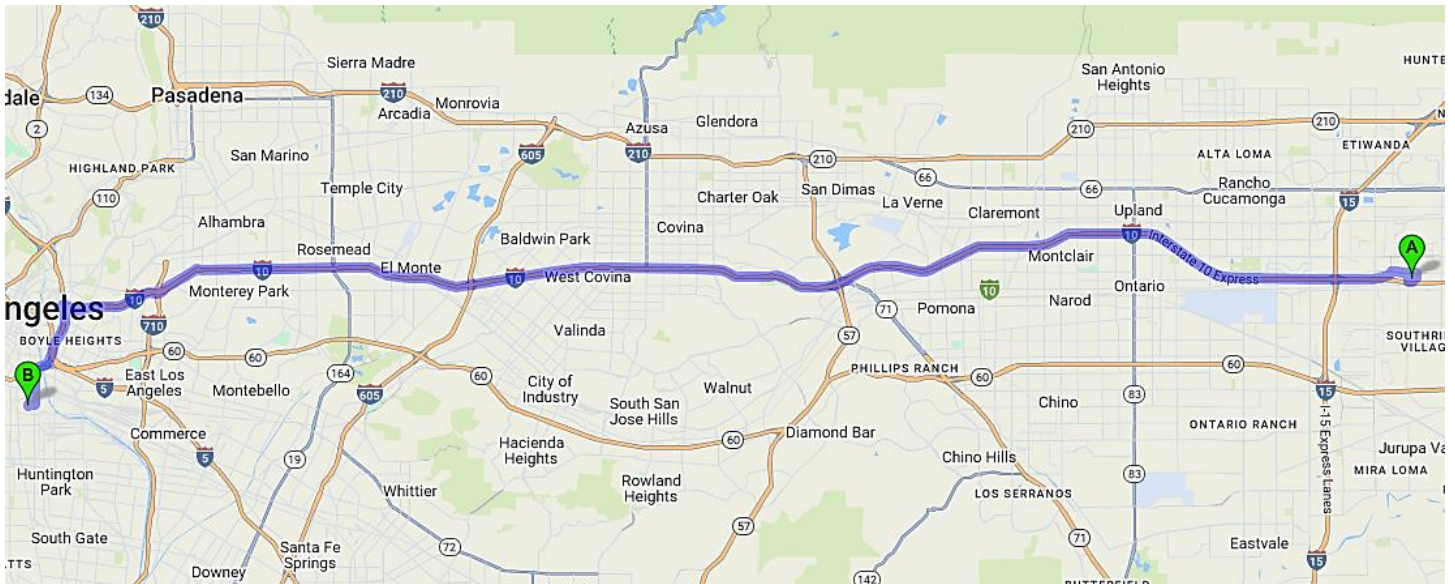 210
Sierra Madre
San Antonio
Heights
HUNTE
dale
134
Pasadena
210
Monrovia
Arcadia
2
Azusa
Glendora
210
210
210
605
San Marino
ETIWANDA
HIGHLAND PARK
210
ALTA LOMA
66
Temple City
San Dimas
66
Rancho
Cucamonga
110
Charter Oak
La Verne
15
Alhambra
Claremont
Upland
Covina
Baldwin Park
10
Interstate 10 Express
A
Rosemead
El Monte
Montclair
10
10
West Covina
Monterey Park
10
Ontario
10
Narod
ngeles
Pomona
71
710
Valinda
57
BOYLE HEIGHTS
SOUTHRI
VILLAG
60
60
60
B
East Los
Angeles
164
PHILLIPS RANCH
5
Montebello
60
City of
Industry
Walnut
60
605
83
15
Chino
South San
Jose Hills
I-15 Express Lanes
ONTARIO RANCH
Commerce
Diamond Bar
60
5
Hacienda
Heights
Jurupa Va
19
Chino Hills
MIRA LOMA
Huntington
Park
83
Rowland
Heights
Whittier
LOS SERRANOS
57
South Gate
71
Eastvale
72
Santa Fe
Springs
15
ATTS
Downey
142
BUTTERFIELD